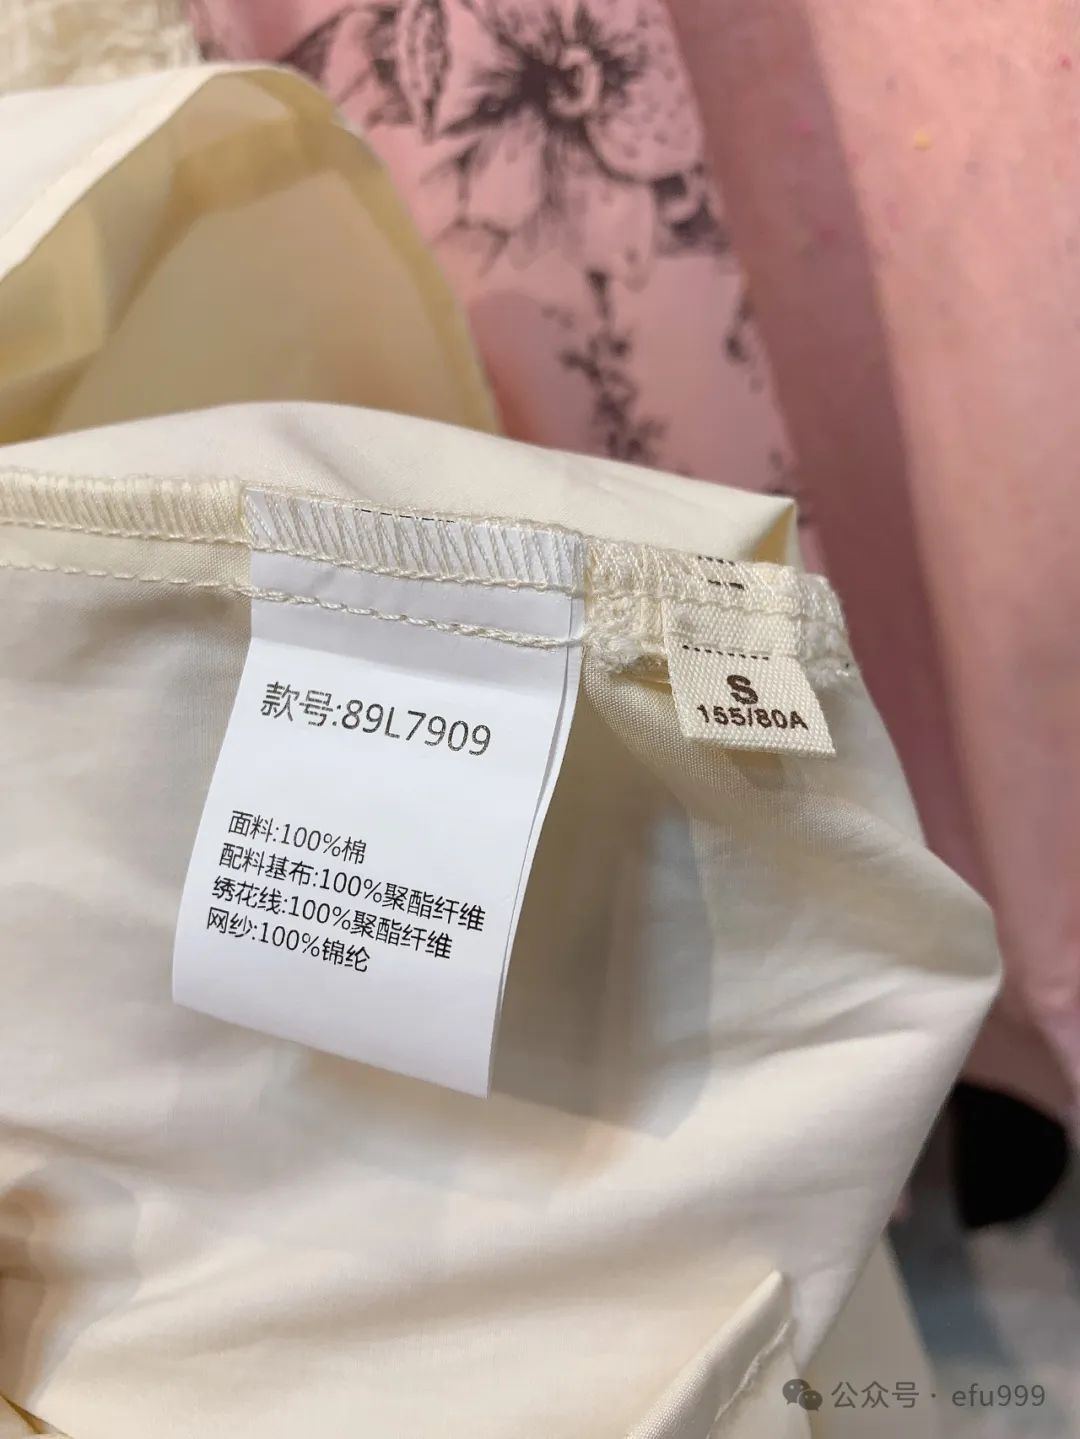 款号:89L7909
面料:100%棉
配料基布:100%聚酯纤维
绣花线:100%聚酯纤维
网纱:100%锦纶
S
155/80A
公众号 · efu999